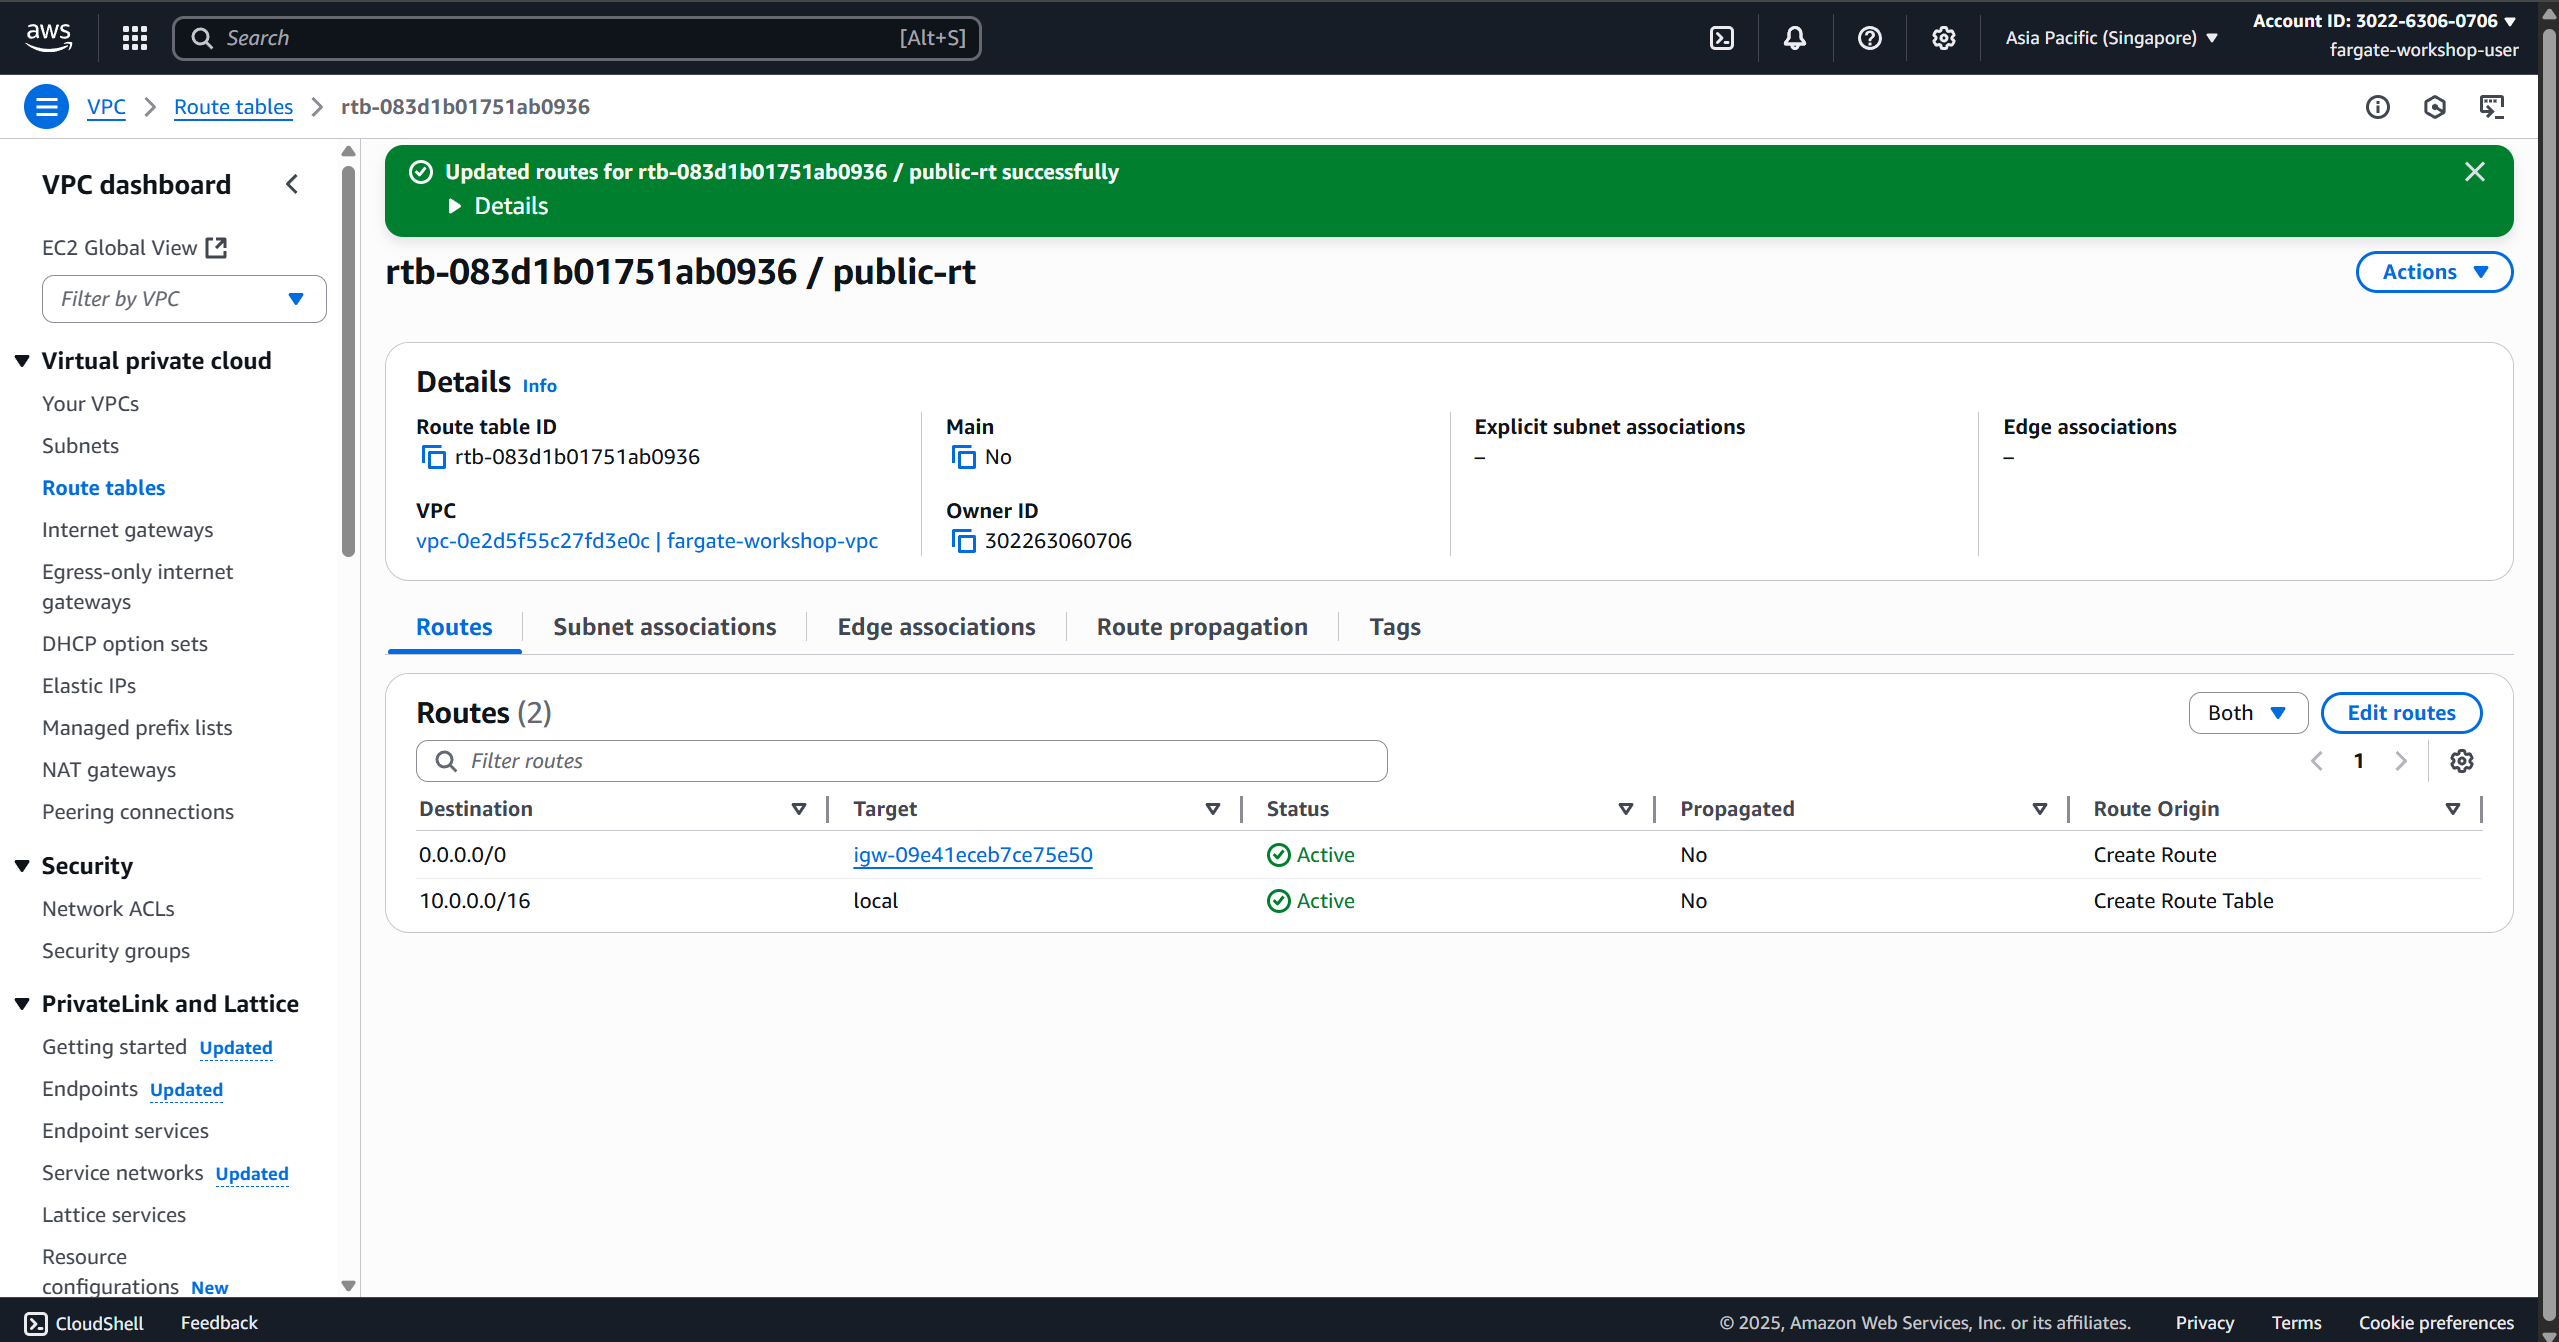 aws
Search
[Alt+S]
Asia Pacific (Singapore)
Account ID: 3022-6306-0706
fargate-workshop-user
VPC
Route tables
rtb-083d1b01751ab0936
VPC dashboard
EC2 Global View
Filter by VPC
Virtual private cloud
Your VPCs
Subnets
Route tables
Internet gateways
Egress-only internet
gateways
DHCP option sets
Elastic IPs
Managed prefix lists
NAT gateways
Peering connections
Security
Network ACLs
Security groups
PrivateLink and Lattice
Getting started Updated
Endpoints Updated
Endpoint services
Service networks Updated
Lattice services
Resource
configurations New
Updated routes for rtb-083d1b01751ab0936 / public-rt successfully
Details
rtb-083d1b01751ab0936 / public-rt
Actions
Details Info
Route table ID
rtb-083d1b01751ab0936
Main
No
Explicit subnet associations
–
Edge associations
–
VPC
vpc-0e2d5f55c27fd3e0c | fargate-workshop-vpc
Owner ID
302263060706
Routes
Subnet associations
Edge associations
Route propagation
Tags
Routes (2)
Both
Edit routes
Filter routes
1
Destination Target Status Propagated Route Origin
0.0.0.0/0 igw-09e41eceb7ce75e50 Active No Create Route
10.0.0.0/16 local Active No Create Route Table
CloudShell
Feedback
© 2025, Amazon Web Services, Inc. or its affiliates.
Privacy
Terms
Cookie preferences